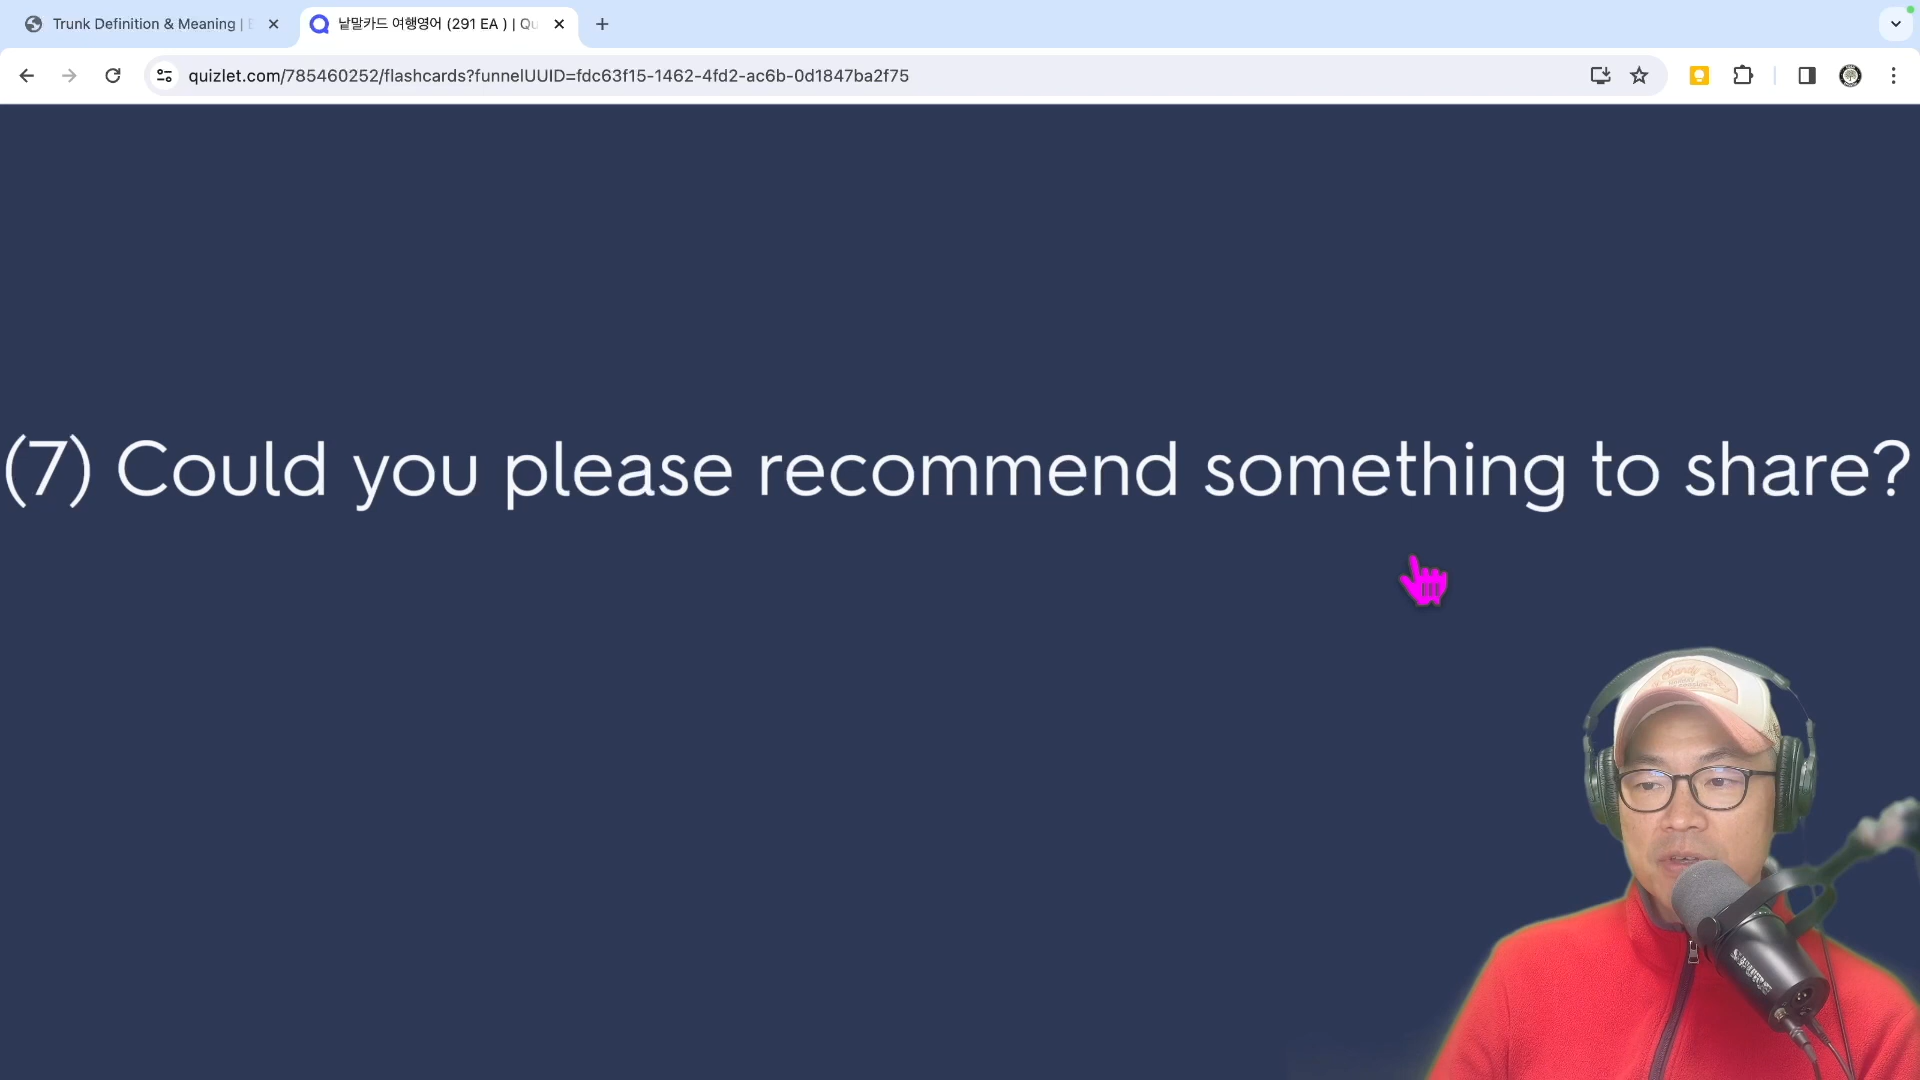 Trunk Definition & Meaning |
낱말카드 여행영어 (291 EA ) | Qu
quizlet.com/785460252/flashcards?funnelUUID=fdc63f15-1462-4fd2-ac6b-0d1847ba2f75
(7) Could you please recommend something to share?